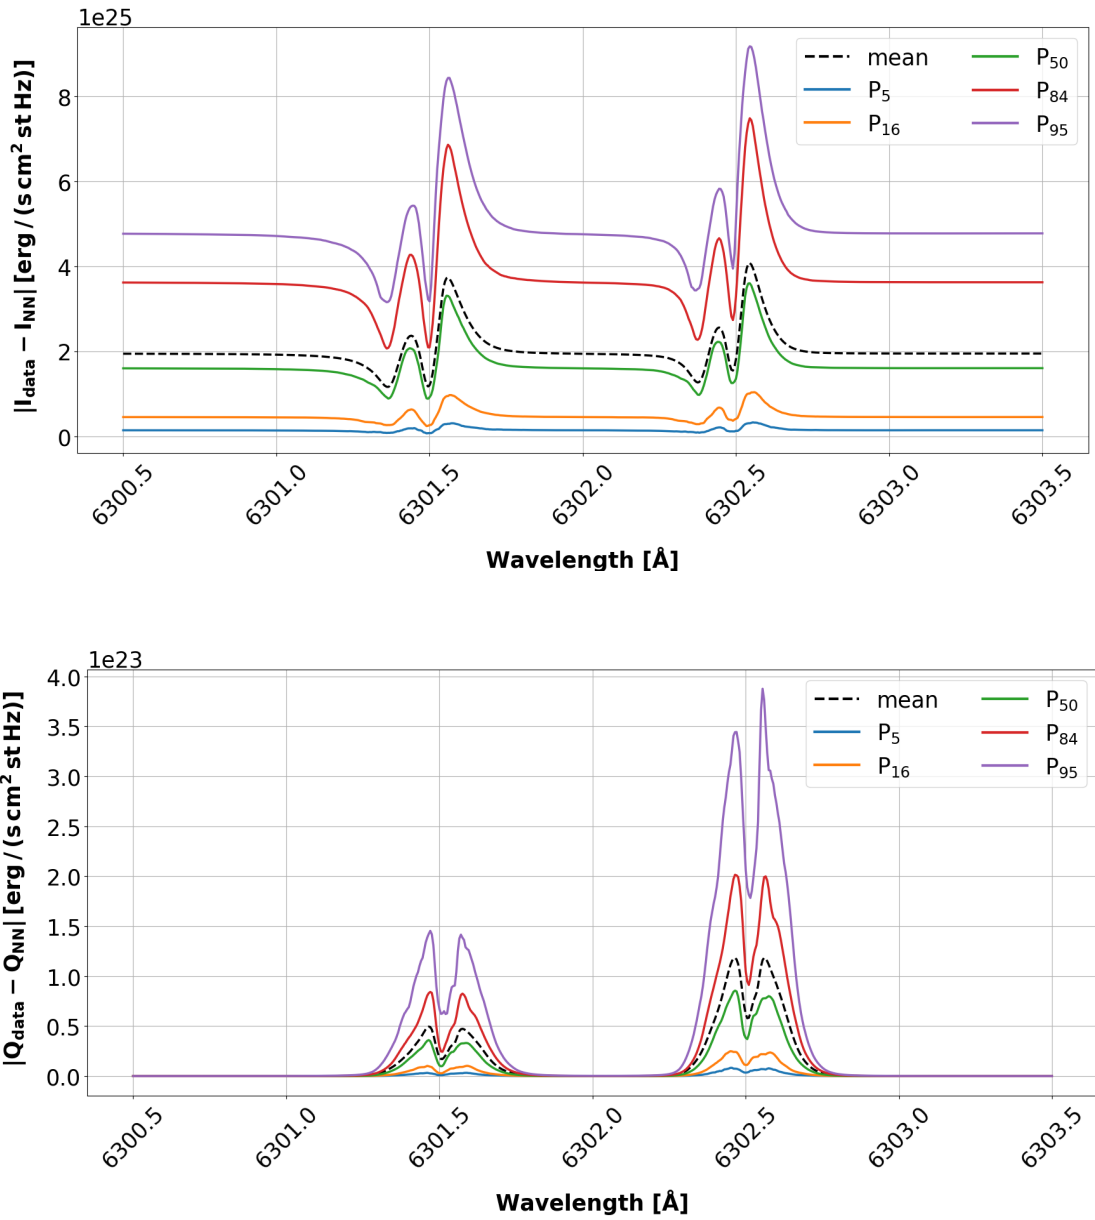 1e25
|I_data − I_NN| [erg / (s cm² st Hz)]
8
6
4
2
0
mean
P₅
P₁₆
P₅₀
P₈₄
P₉₅
6300.5 6301.0 6301.5 6302.0 6302.5 6303.0 6303.5
Wavelength [Å]
1e23
|Q_data − Q_NN| [erg / (s cm² st Hz)]
4.0
3.5
3.0
2.5
2.0
1.5
1.0
0.5
0.0
mean
P₅
P₁₆
P₅₀
P₈₄
P₉₅
6300.5 6301.0 6301.5 6302.0 6302.5 6303.0 6303.5
Wavelength [Å]